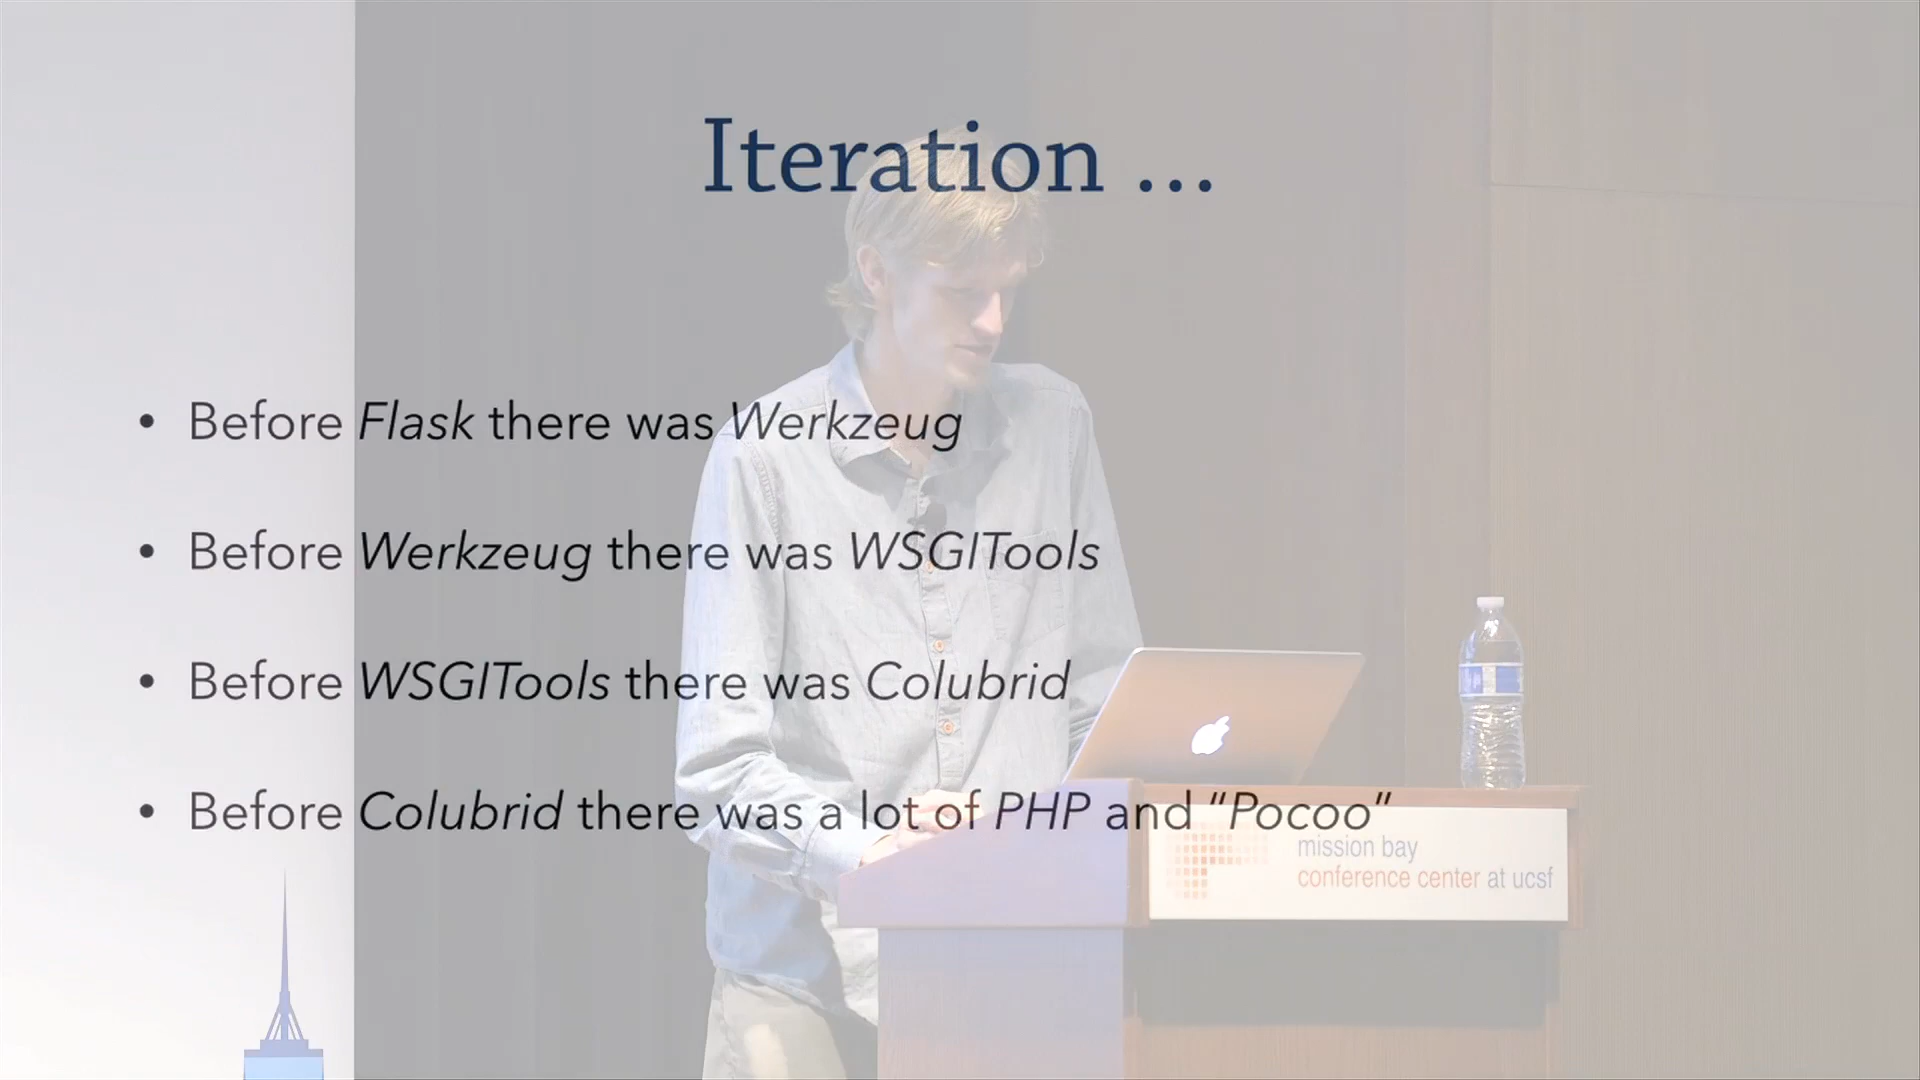 Iteration ...
• Before Flask there was Werkzeug
• Before Werkzeug there was WSGITools
• Before WSGITools there was Colubrid
• Before Colubrid there was a lot of PHP and “Pocoo”
mission bay
conference center at ucsf